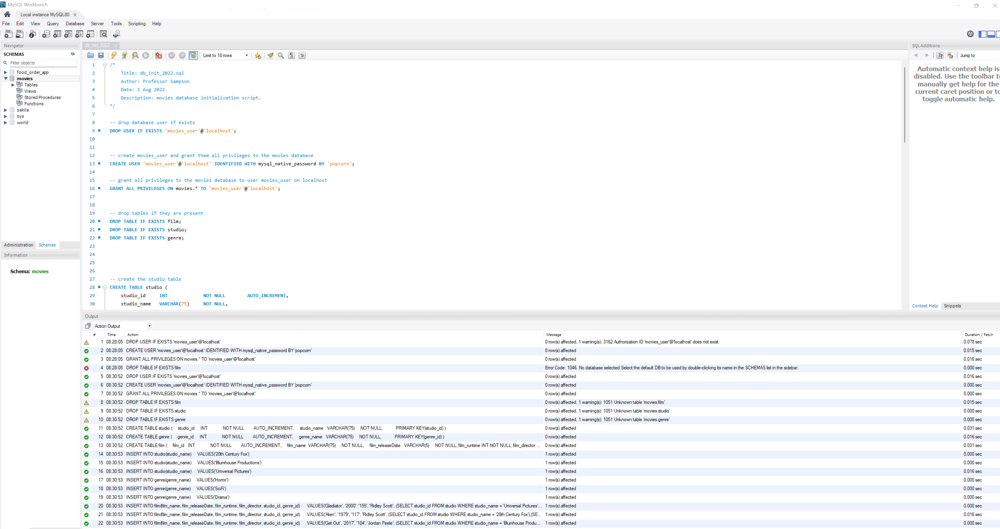 MySQL Workbench
Local instance MySQL80
File Edit View Query Database Server Tools Scripting Help
Navigator
SCHEMAS
Filter objects
food_order_app
movies
Tables
Views
Stored Procedures
Functions
sakila
sys
world
Administration Schemas
Information
Schema: movies
db_init_2022
Limit to 10 rows
1 /*
2 Title: db_init_2022.sql
3 Author: Professor Sampson
4 Date: 1 Aug 2022
5 Description: movies database initialization script.
6 */
7
8 -- drop database user if exists
9 DROP USER IF EXISTS 'movies_user'@'localhost';
10
11
12 -- create movies_user and grant them all privileges to the movies database
13 CREATE USER 'movies_user'@'localhost' IDENTIFIED WITH mysql_native_password BY 'popcorn';
14
15 -- grant all privileges to the movies database to user movies_user on localhost
16 GRANT ALL PRIVILEGES ON movies.* TO 'movies_user'@'localhost';
17
18
19 -- drop tables if they are present
20 DROP TABLE IF EXISTS film;
21 DROP TABLE IF EXISTS studio;
22 DROP TABLE IF EXISTS genre;
23
24
25
26
27 -- create the studio table
28 CREATE TABLE studio (
29 studio_id INT NOT NULL AUTO_INCREMENT,
30 studio_name VARCHAR(75) NOT NULL,
SQLAdditions
Jump to
Automatic context help is
disabled. Use the toolbar to
manually get help for the
current caret position or to
toggle automatic help.
Context Help Snippets
Output
Action Output
# Time Action Message Duration / Fetch
1 08:28:05 DROP USER IF EXISTS 'movies_user'@'localhost' 0 row(s) affected, 1 warning(s): 3162 Authorization ID 'movies_user'@'localhost' does not exist. 0.078 sec
2 08:28:05 CREATE USER 'movies_user'@'localhost' IDENTIFIED WITH mysql_native_password BY 'popcorn' 0 row(s) affected 0.015 sec
3 08:28:05 GRANT ALL PRIVILEGES ON movies.* TO 'movies_user'@'localhost' 0 row(s) affected 0.016 sec
4 08:28:05 DROP TABLE IF EXISTS film Error Code: 1046. No database selected Select the default DB to be used by double-clicking its name in the SCHEMAS list in the sidebar. 0.000 sec
5 08:30:52 DROP USER IF EXISTS 'movies_user'@'localhost' 0 row(s) affected 0.016 sec
6 08:30:52 CREATE USER 'movies_user'@'localhost' IDENTIFIED WITH mysql_native_password BY 'popcorn' 0 row(s) affected 0.000 sec
7 08:30:52 GRANT ALL PRIVILEGES ON movies.* TO 'movies_user'@'localhost' 0 row(s) affected 0.000 sec
8 08:30:52 DROP TABLE IF EXISTS film 0 row(s) affected, 1 warning(s): 1051 Unknown table 'movies.film' 0.015 sec
9 08:30:52 DROP TABLE IF EXISTS studio 0 row(s) affected, 1 warning(s): 1051 Unknown table 'movies.studio' 0.000 sec
10 08:30:52 DROP TABLE IF EXISTS genre 0 row(s) affected, 1 warning(s): 1051 Unknown table 'movies.genre' 0.000 sec
11 08:30:52 CREATE TABLE studio ( studio_id INT NOT NULL AUTO_INCREMENT, studio_name VARCHAR(75) NOT NULL, PRIMARY KEY(studio_id) ) 0 row(s) affected 0.031 sec
12 08:30:52 CREATE TABLE genre ( genre_id INT NOT NULL AUTO_INCREMENT, genre_name VARCHAR(75) NOT NULL, PRIMARY KEY(genre_id) ) 0 row(s) affected 0.016 sec
13 08:30:52 CREATE TABLE film ( film_id INT NOT NULL AUTO_INCREMENT, film_name VARCHAR(75) NOT NULL, film_releaseDate VARCHAR(5) NOT NULL, film_runtime INT NOT NULL, film_director ... 0 row(s) affected 0.031 sec
14 08:30:53 INSERT INTO studio(studio_name) VALUES('20th Century Fox') 1 row(s) affected 0.000 sec
15 08:30:53 INSERT INTO studio(studio_name) VALUES('Blumhouse Productions') 1 row(s) affected 0.000 sec
16 08:30:53 INSERT INTO studio(studio_name) VALUES('Universal Pictures') 1 row(s) affected 0.016 sec
17 08:30:53 INSERT INTO genre(genre_name) VALUES('Horror') 1 row(s) affected 0.000 sec
18 08:30:53 INSERT INTO genre(genre_name) VALUES('SciFi') 1 row(s) affected 0.000 sec
19 08:30:53 INSERT INTO genre(genre_name) VALUES('Drama') 1 row(s) affected 0.000 sec
20 08:30:53 INSERT INTO film(film_name, film_releaseDate, film_runtime, film_director, studio_id, genre_id) VALUES('Gladiator', '2000', '155', 'Ridley Scott', (SELECT studio_id FROM studio WHERE studio_name = 'Universal Pictures'... 1 row(s) affected 0.000 sec
21 08:30:53 INSERT INTO film(film_name, film_releaseDate, film_runtime, film_director, studio_id, genre_id) VALUES('Alien', '1979', '117', 'Ridley Scott', (SELECT studio_id FROM studio WHERE studio_name = '20th Century Fox'),(SE... 1 row(s) affected 0.016 sec
22 08:30:53 INSERT INTO film(film_name, film_releaseDate, film_runtime, film_director, studio_id, genre_id) VALUES('Get Out', '2017', '104', 'Jordan Peele', (SELECT studio_id FROM studio WHERE studio_name = 'Blumhouse Produ... 1 row(s) affected 0.000 sec